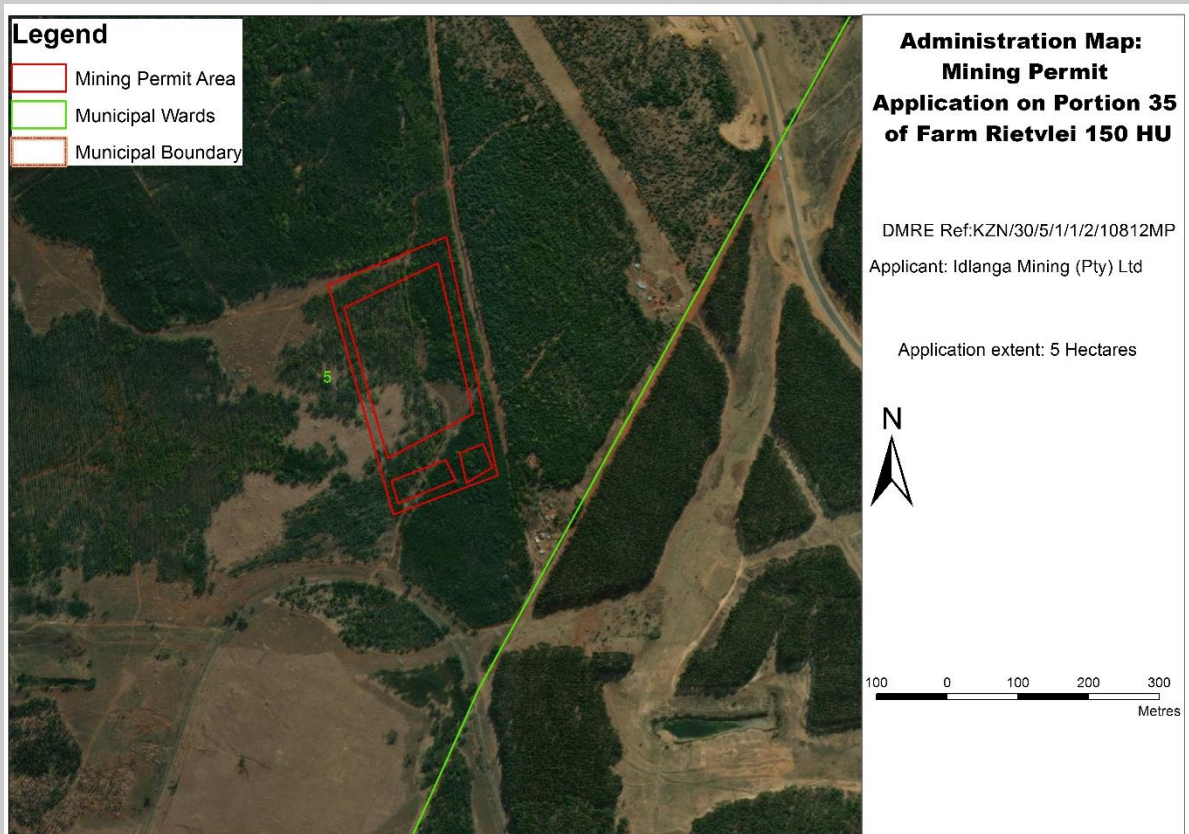 Legend
Mining Permit Area
Municipal Wards
Municipal Boundary
5
Administration Map:
Mining Permit
Application on Portion 35
of Farm Rietvlei 150 HU
DMRE Ref:KZN/30/5/1/1/2/10812MP
Applicant: Idlanga Mining (Pty) Ltd
Application extent: 5 Hectares
N
100 0 100 200 300
Metres